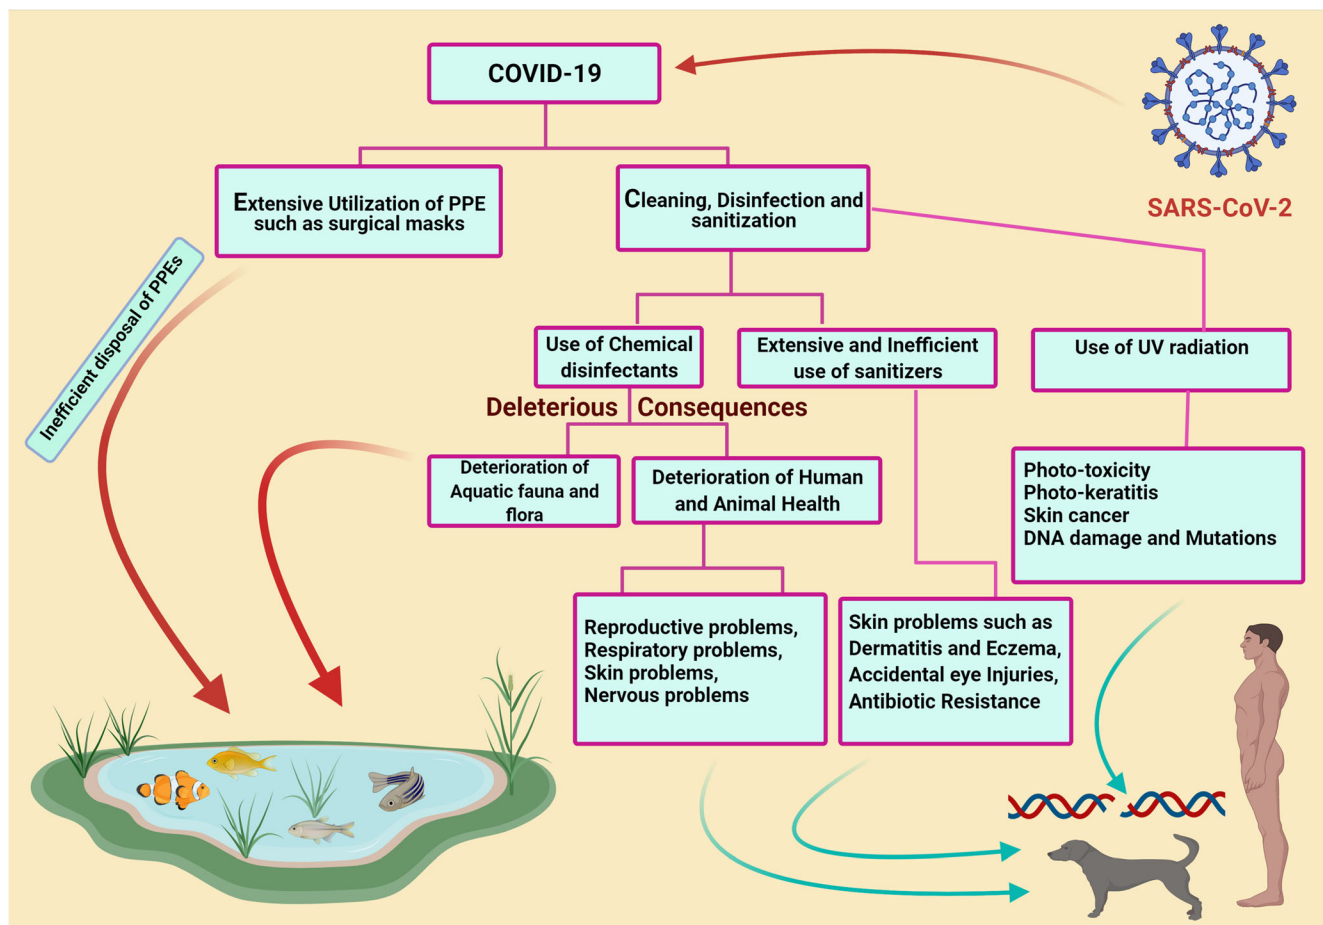 COVID-19
SARS-CoV-2
Extensive Utilization of PPE
such as surgical masks
Cleaning, Disinfection and
sanitization
Inefficient disposal of PPEs
Use of Chemical
disinfectants
Extensive and Inefficient
use of sanitizers
Use of UV radiation
Deleterious Consequences
Deterioration of
Aquatic fauna and
flora
Deterioration of Human
and Animal Health
Photo-toxicity
Photo-keratitis
Skin cancer
DNA damage and Mutations
Reproductive problems,
Respiratory problems,
Skin problems,
Nervous problems
Skin problems such as
Dermatitis and Eczema,
Accidental eye Injuries,
Antibiotic Resistance